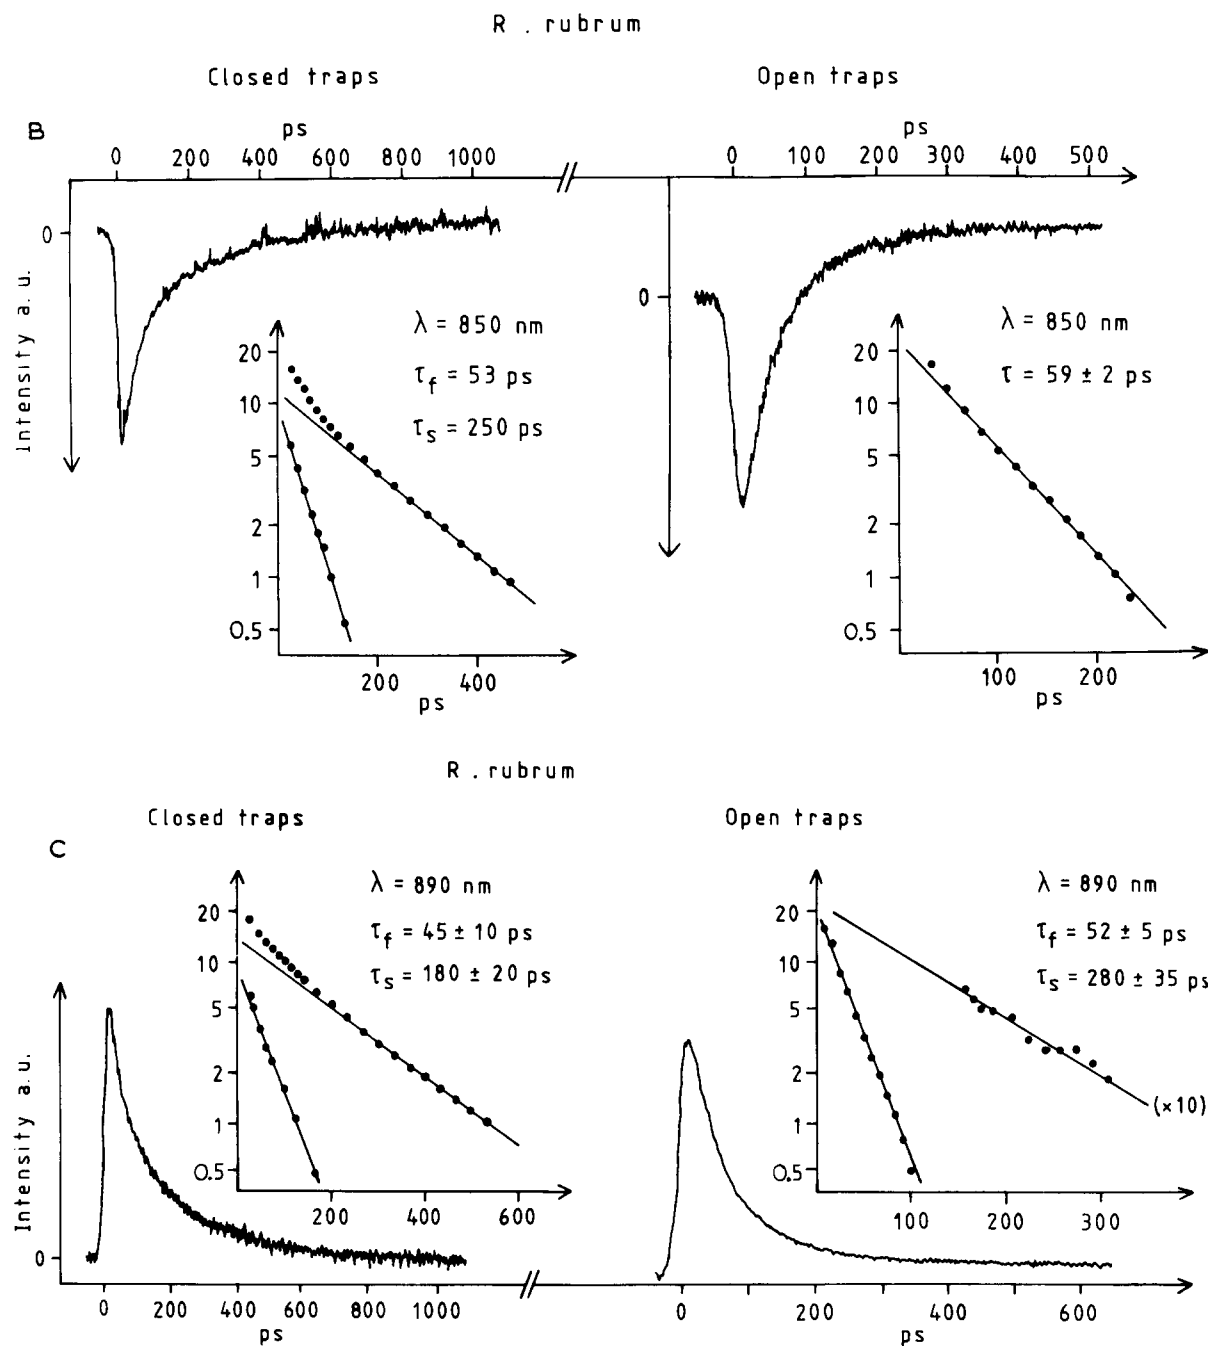 R. rubrum
Closed traps
Open traps
B
ps
ps
0 200 400 600 800 1000
0 100 200 300 400 500
0
0
Intensity a.u.
λ = 850 nm
τf = 53 ps
τs = 250 ps
20
10
5
2
1
0.5
200 400
ps
λ = 850 nm
τ = 59 ± 2 ps
20
10
5
2
1
0.5
100 200
ps
R. rubrum
Closed traps
Open traps
C
λ = 890 nm
τf = 45 ± 10 ps
τs = 180 ± 20 ps
20
10
5
2
1
0.5
200 400 600
λ = 890 nm
τf = 52 ± 5 ps
τs = 280 ± 35 ps
20
10
5
2
1
0.5
(×10)
100 200 300
Intensity a.u.
0
0 200 400 600 800 1000
ps
0 200 400 600
ps